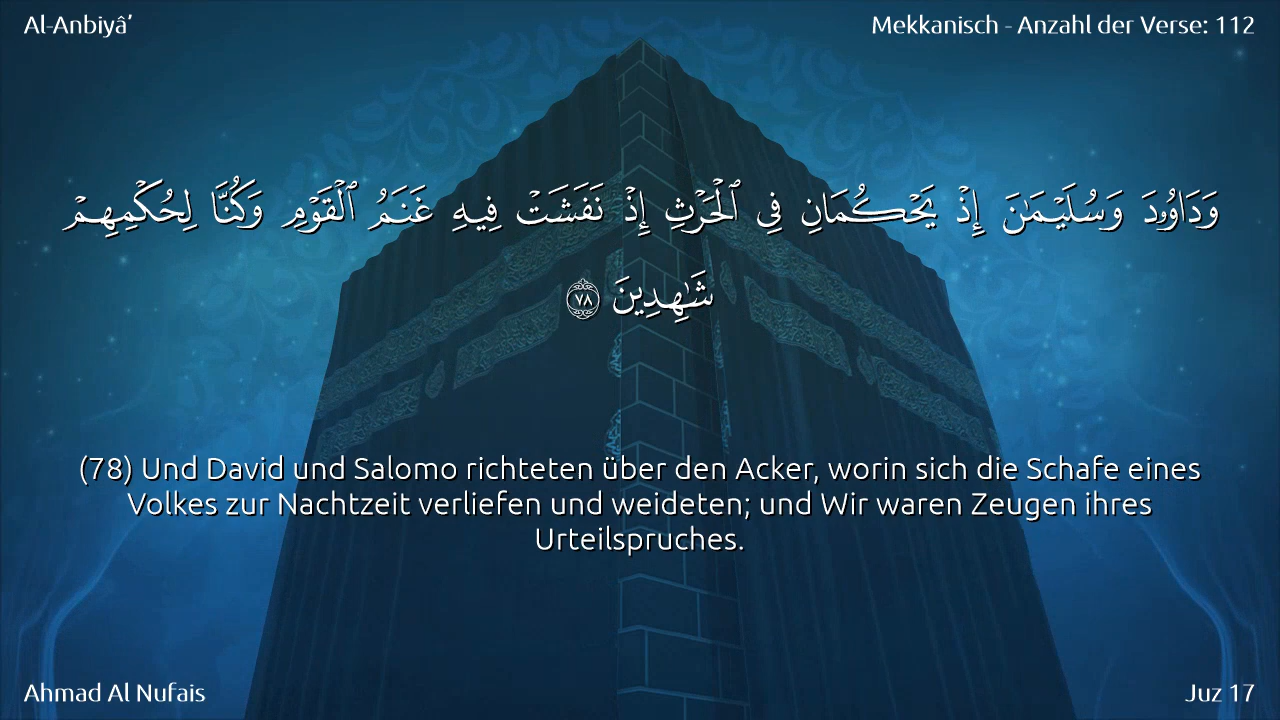 Al-Anbiyâ’
Mekkanisch - Anzahl der Verse: 112
وَدَاوُۥدَ وَسُلَيْمَـٰنَ إِذْ يَحْكُمَانِ فِى ٱلْحَرْثِ إِذْ نَفَشَتْ فِيهِ غَنَمُ ٱلْقَوْمِ وَكُنَّا لِحُكْمِهِمْ
شَـٰهِدِينَ ٧٨
(78) Und David und Salomo richteten über den Acker, worin sich die Schafe eines
Volkes zur Nachtzeit verliefen und weideten; und Wir waren Zeugen ihres
Urteilspruches.
Ahmad Al Nufais
Juz 17